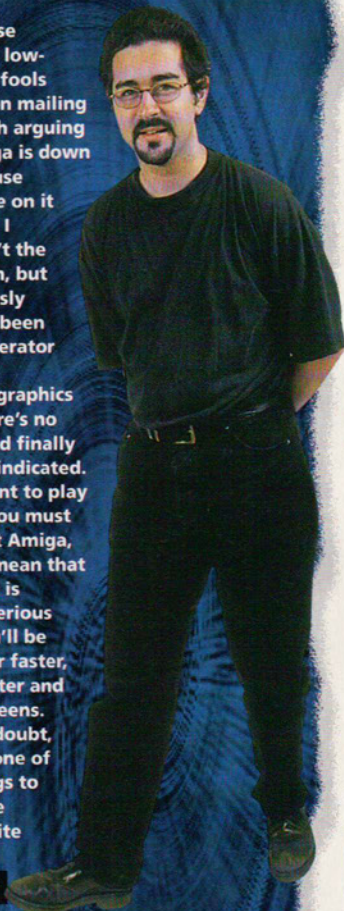 se
low-
fools
n mailing
h arguing
ga is down
use
e on it
I
't the
n, but
sly
been
erator
graphics
re's no
d finally
indicated.
nt to play
ou must
t Amiga,
nean that
is
erious
'll be
r faster,
ter and
eens.
doubt,
one of
gs to
e
ite